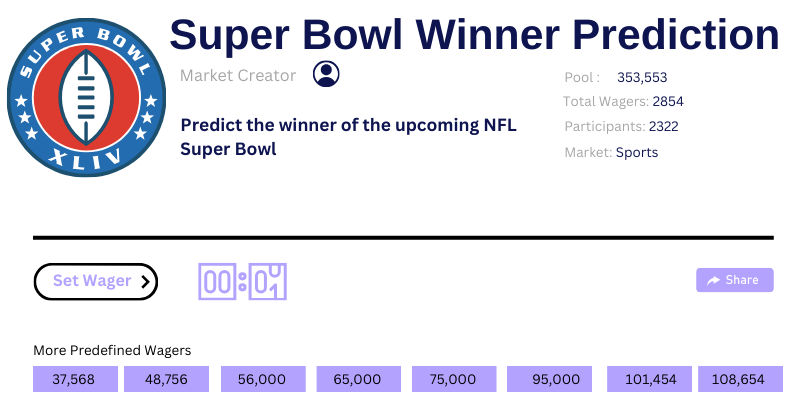 SUPER BOWL
XLIV
Super Bowl Winner Prediction
Market Creator
Pool : 353,553
Total Wagers: 2854
Participants: 2322
Market: Sports
Predict the winner of the upcoming NFL
Super Bowl
Set Wager
00:01
Share
More Predefined Wagers
37,568 48,756 56,000 65,000 75,000 95,000 101,454 108,654